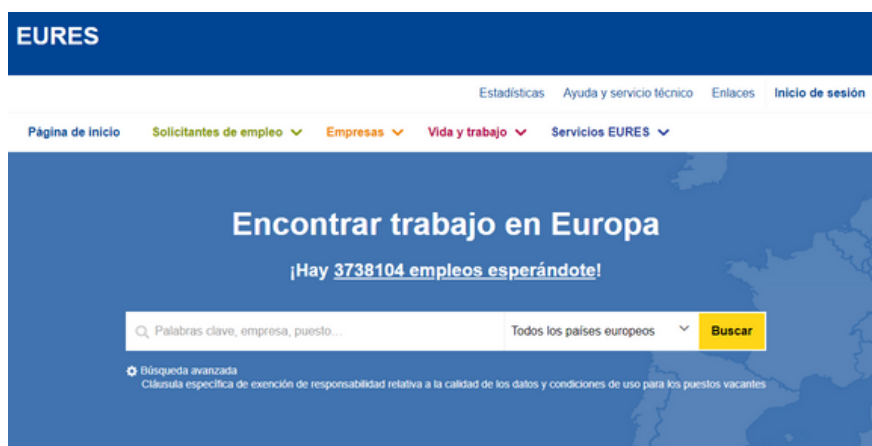 EURES
Estadísticas Ayuda y servicio técnico Enlaces Inicio de sesión
Página de inicio Solicitantes de empleo Empresas Vida y trabajo Servicios EURES
Encontrar trabajo en Europa
¡Hay 3738104 empleos esperándote!
Palabras clave, empresa, puesto... Todos los países europeos Buscar
Búsqueda avanzada
Cláusula específica de exención de responsabilidad relativa a la calidad de los datos y condiciones de uso para los puestos vacantes